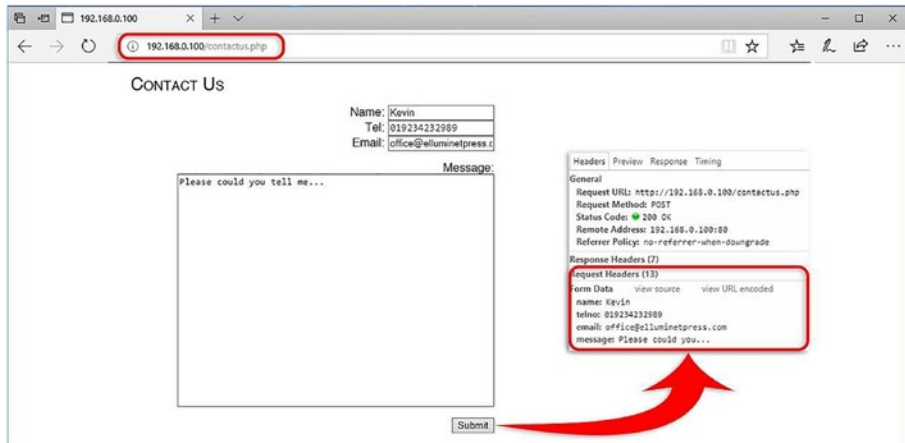 192.168.0.100
192.168.0.100/contactus.php
CONTACT US
Name: Kevin
Tel: 019234232989
Email: office@elluminetpress.c
Message:
Please could you tell me...
Submit
Headers Preview Response Timing
General
Request URL: http://192.168.0.100/contactus.php
Request Method: POST
Status Code: 200 OK
Remote Address: 192.168.0.100:80
Referrer Policy: no-referrer-when-downgrade
Response Headers (7)
Request Headers (13)
Form Data view source view URL encoded
name: Kevin
telno: 019234232989
email: office@elluminetpress.com
message: Please could you...